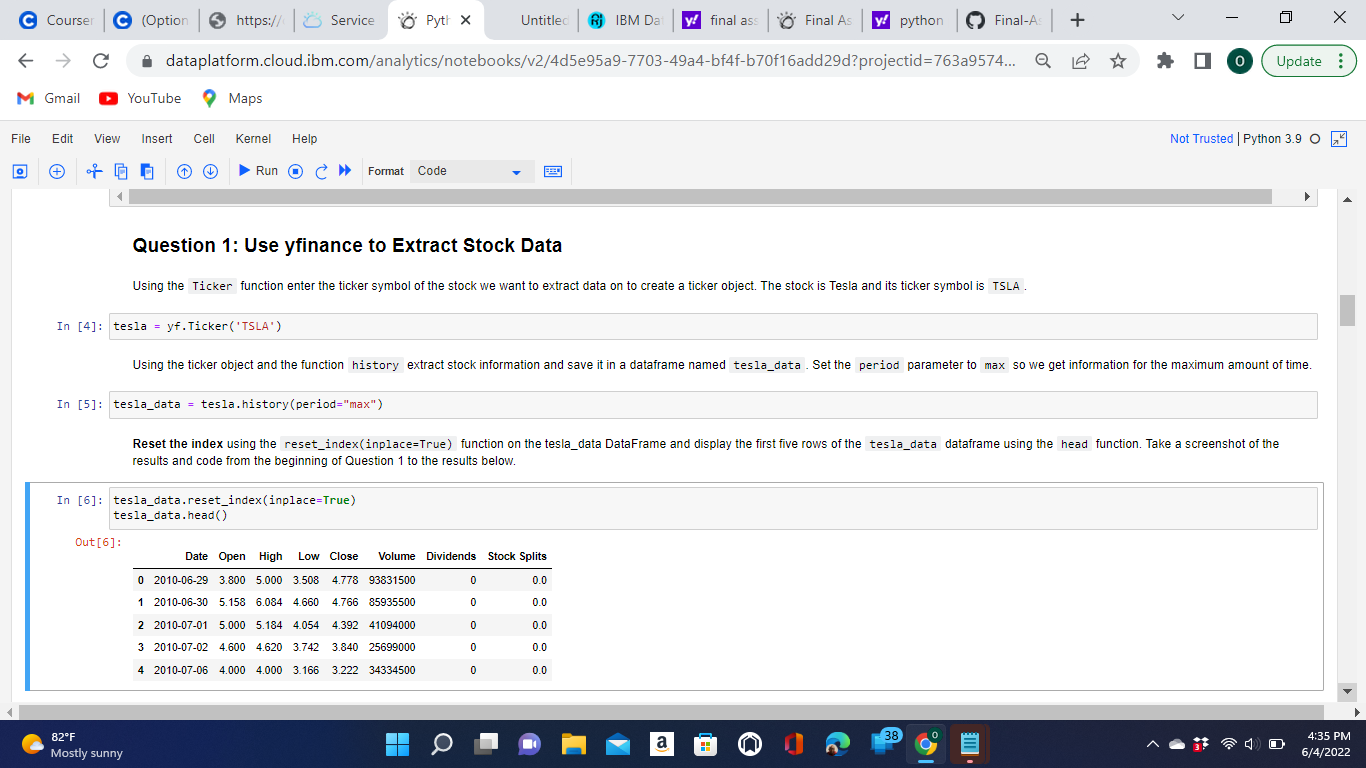 Courser
(Option
https://
Service
Pyth
Untitled
IBM Da
final ass
Final As
python
Final-As
dataplatform.cloud.ibm.com/analytics/notebooks/v2/4d5e95a9-7703-49a4-bf4f-b70f16add29d?projectid=763a9574...
O
Update
Gmail YouTube Maps
File Edit View Insert Cell Kernel Help
Not Trusted | Python 3.9
Run Format Code
Question 1: Use yfinance to Extract Stock Data
Using the Ticker function enter the ticker symbol of the stock we want to extract data on to create a ticker object. The stock is Tesla and its ticker symbol is TSLA .
In [4]: tesla = yf.Ticker('TSLA')
Using the ticker object and the function history extract stock information and save it in a dataframe named tesla_data . Set the period parameter to max so we get information for the maximum amount of time.
In [5]: tesla_data = tesla.history(period="max")
Reset the index using the reset_index(inplace=True) function on the tesla_data DataFrame and display the first five rows of the tesla_data dataframe using the head function. Take a screenshot of the
results and code from the beginning of Question 1 to the results below.
In [6]: tesla_data.reset_index(inplace=True)
tesla_data.head()
Out[6]:
Date Open High Low Close Volume Dividends Stock Splits
0 2010-06-29 3.800 5.000 3.508 4.778 93831500 0 0.0
1 2010-06-30 5.158 6.084 4.660 4.766 85935500 0 0.0
2 2010-07-01 5.000 5.184 4.054 4.392 41094000 0 0.0
3 2010-07-02 4.600 4.620 3.742 3.840 25699000 0 0.0
4 2010-07-06 4.000 4.000 3.166 3.222 34334500 0 0.0
82°F
Mostly sunny
38
4:35 PM
6/4/2022